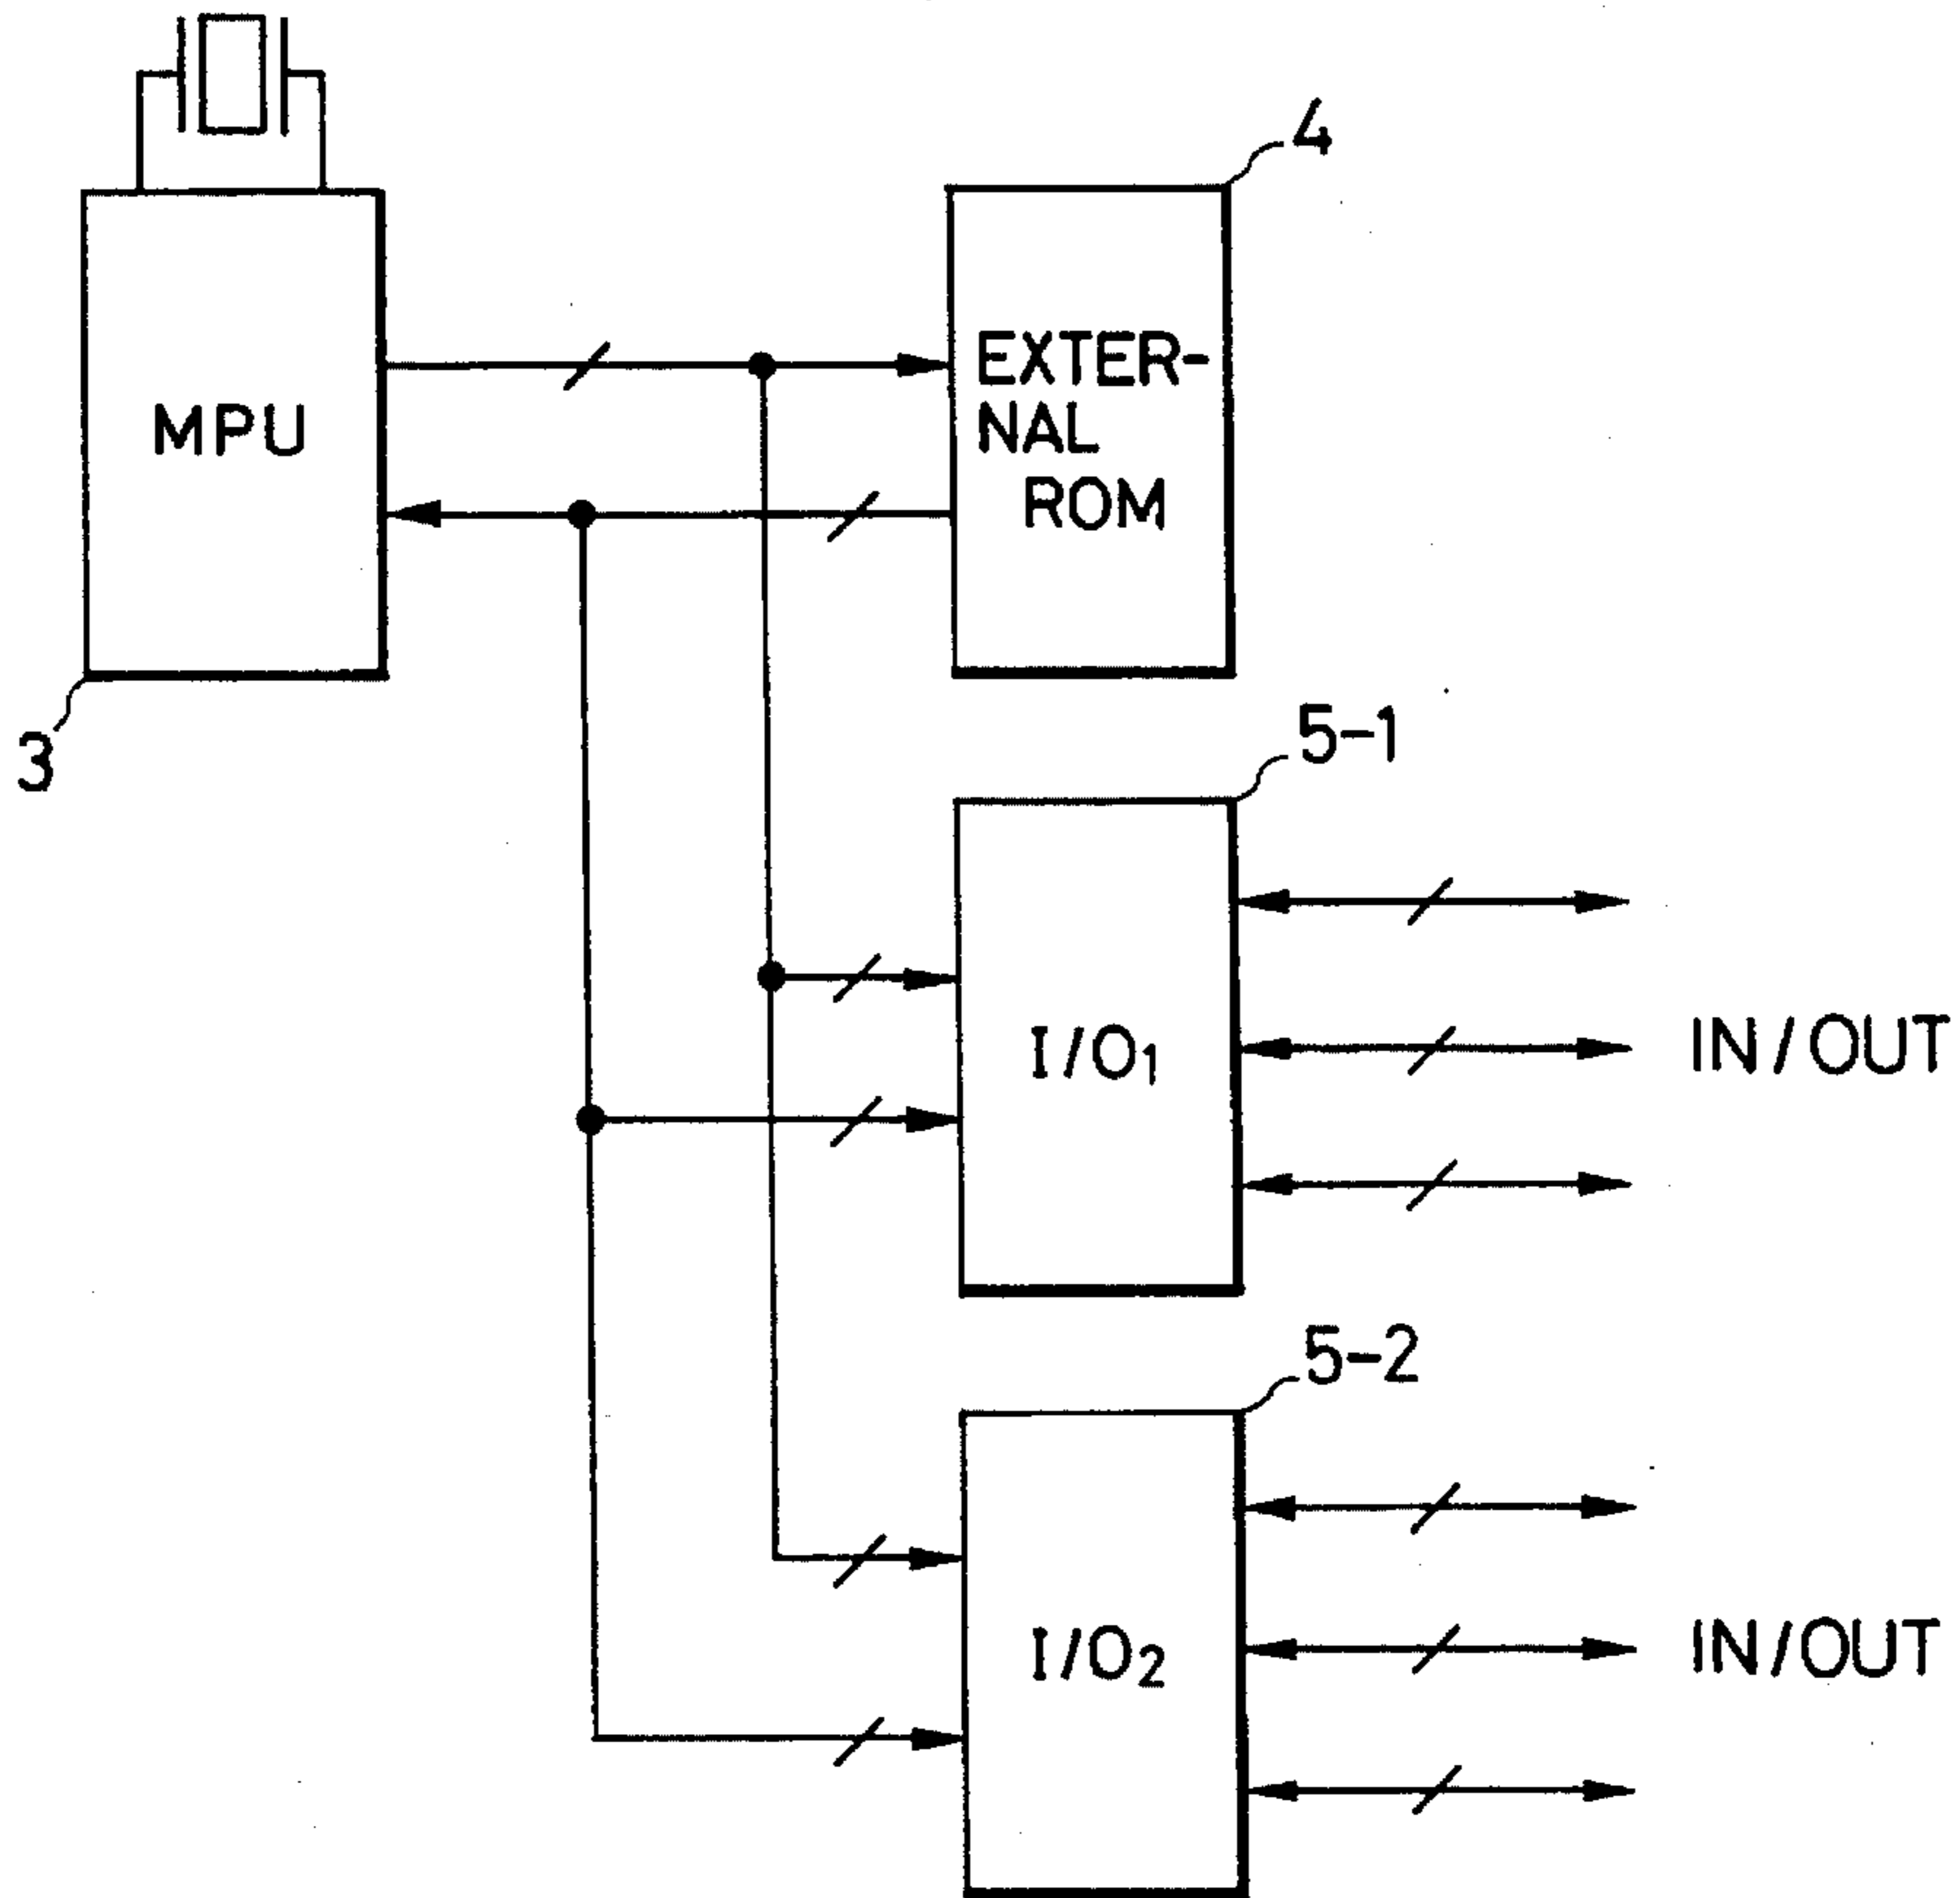 4
EXTER-
NAL
ROM
MPU
3
5-1
I/O₁
IN/OUT
5-2
I/O₂
IN/OUT